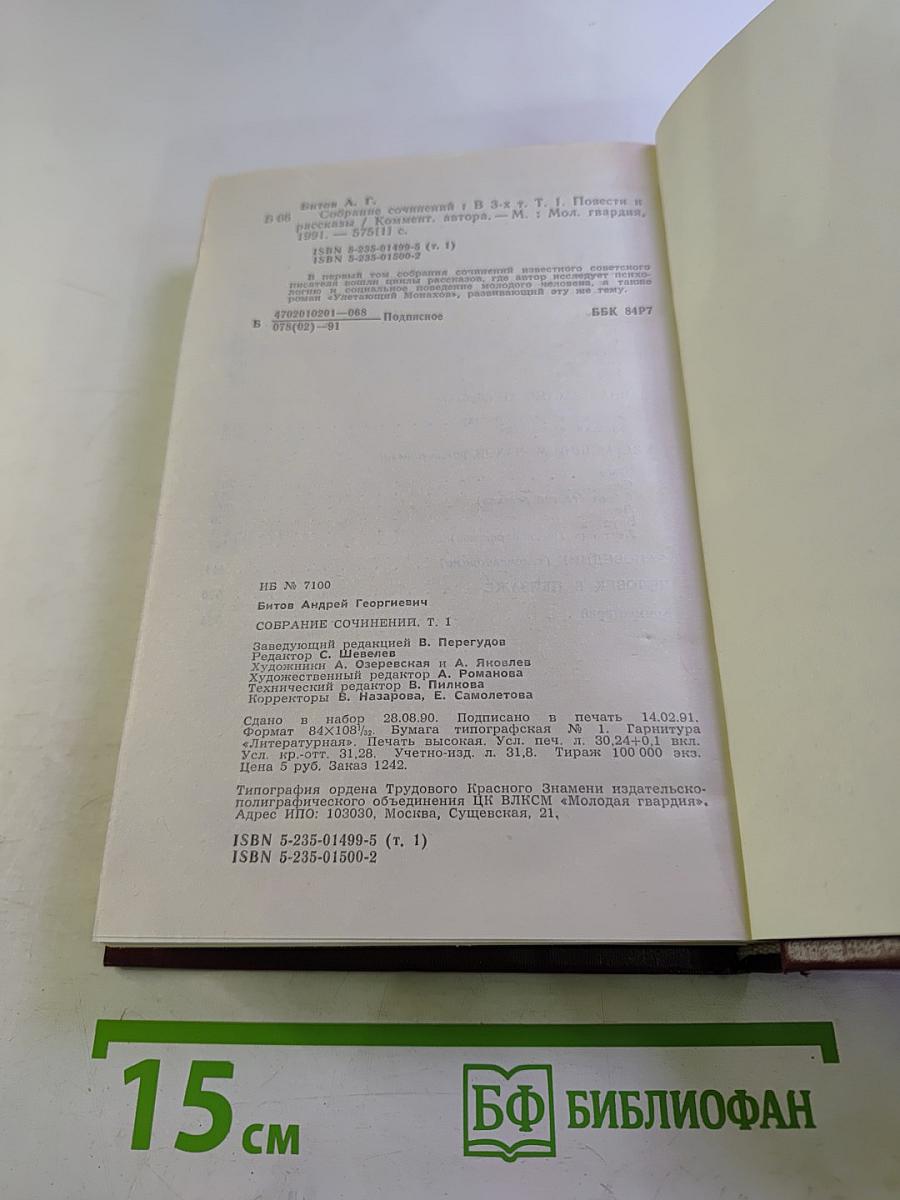 Битов А. Г.
Б 66 Собрание сочинений : В 3-х т. Т. 1. Повести и
рассказы / Коммент. автора. — М. : Мол. гвардия,
1991. — 575[1] с.
ISBN 5-235-01499-5 (т. 1)
ISBN 5-235-01500-2
В первый том собрания сочинений известного советского
писателя вошли циклы рассказов, где автор исследует психо-
логию и социальное поведение молодого человека, а также
роман «Улетающий Монахов», развивающий эту же тему.
Б 4702010201—068 Подписное ББК 84Р7
078(02)—91
ИБ № 7100
Битов Андрей Георгиевич
СОБРАНИЕ СОЧИНЕНИЙ, Т. 1
Заведующий редакцией В. Перегудов
Редактор С. Шевелев
Художники А. Озеревская и А. Яковлев
Художественный редактор А. Романова
Технический редактор В. Пилкова
Корректоры В. Назарова, Е. Самолетова
Сдано в набор 28.08.90. Подписано в печать 14.02.91.
Формат 84×108¹/₃₂. Бумага типографская № 1. Гарнитура
«Литературная». Печать высокая. Усл. печ. л. 30,24+0,1 вкл.
Усл. кр.-отт. 31,28. Учетно-изд. л. 31,8. Тираж 100 000 экз.
Цена 5 руб. Заказ 1242.
Типография ордена Трудового Красного Знамени издательско-
полиграфического объединения ЦК ВЛКСМ «Молодая гвардия».
Адрес ИПО: 103030, Москва, Сущевская, 21.
ISBN 5-235-01499-5 (т. 1)
ISBN 5-235-01500-2
15 см
БФ БИБЛИОФАН